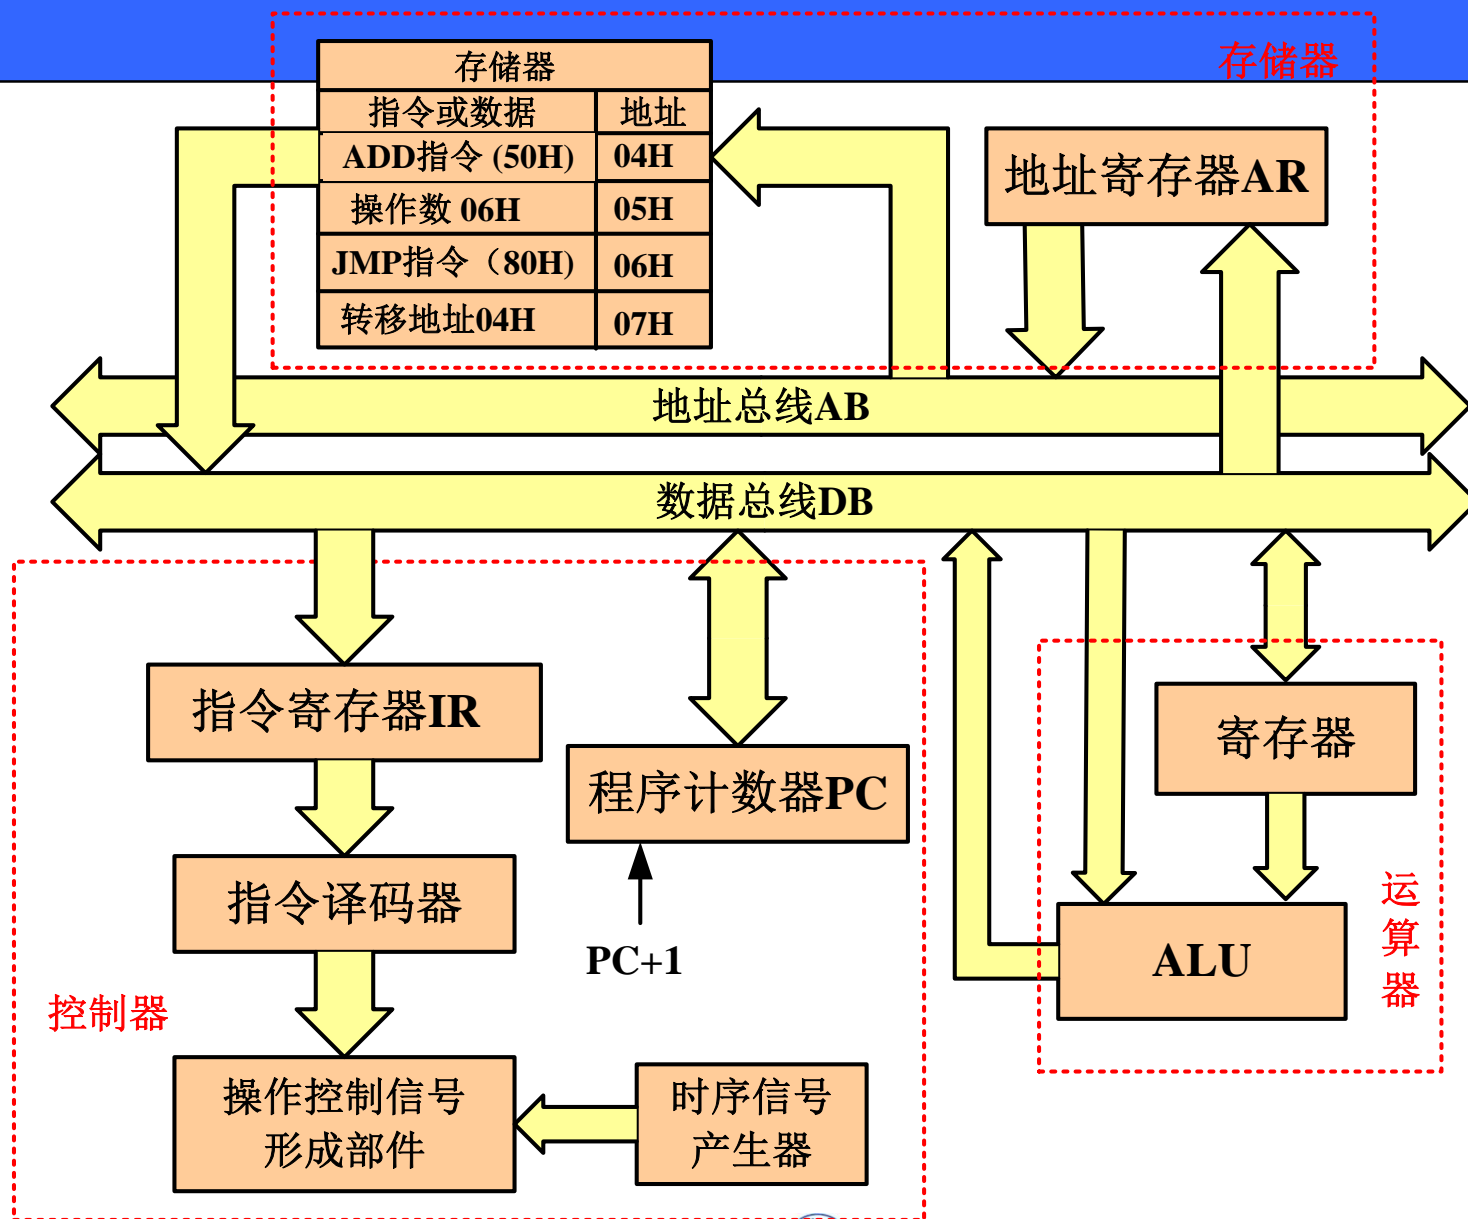 存储器
存储器
指令或数据 地址
ADD指令 (50H) 04H
操作数 06H 05H
JMP指令（80H) 06H
转移地址04H 07H
地址寄存器AR
地址总线AB
数据总线DB
指令寄存器IR
程序计数器PC
寄存器
指令译码器
PC+1
ALU
运
算
器
控制器
操作控制信号
形成部件
时序信号
产生器